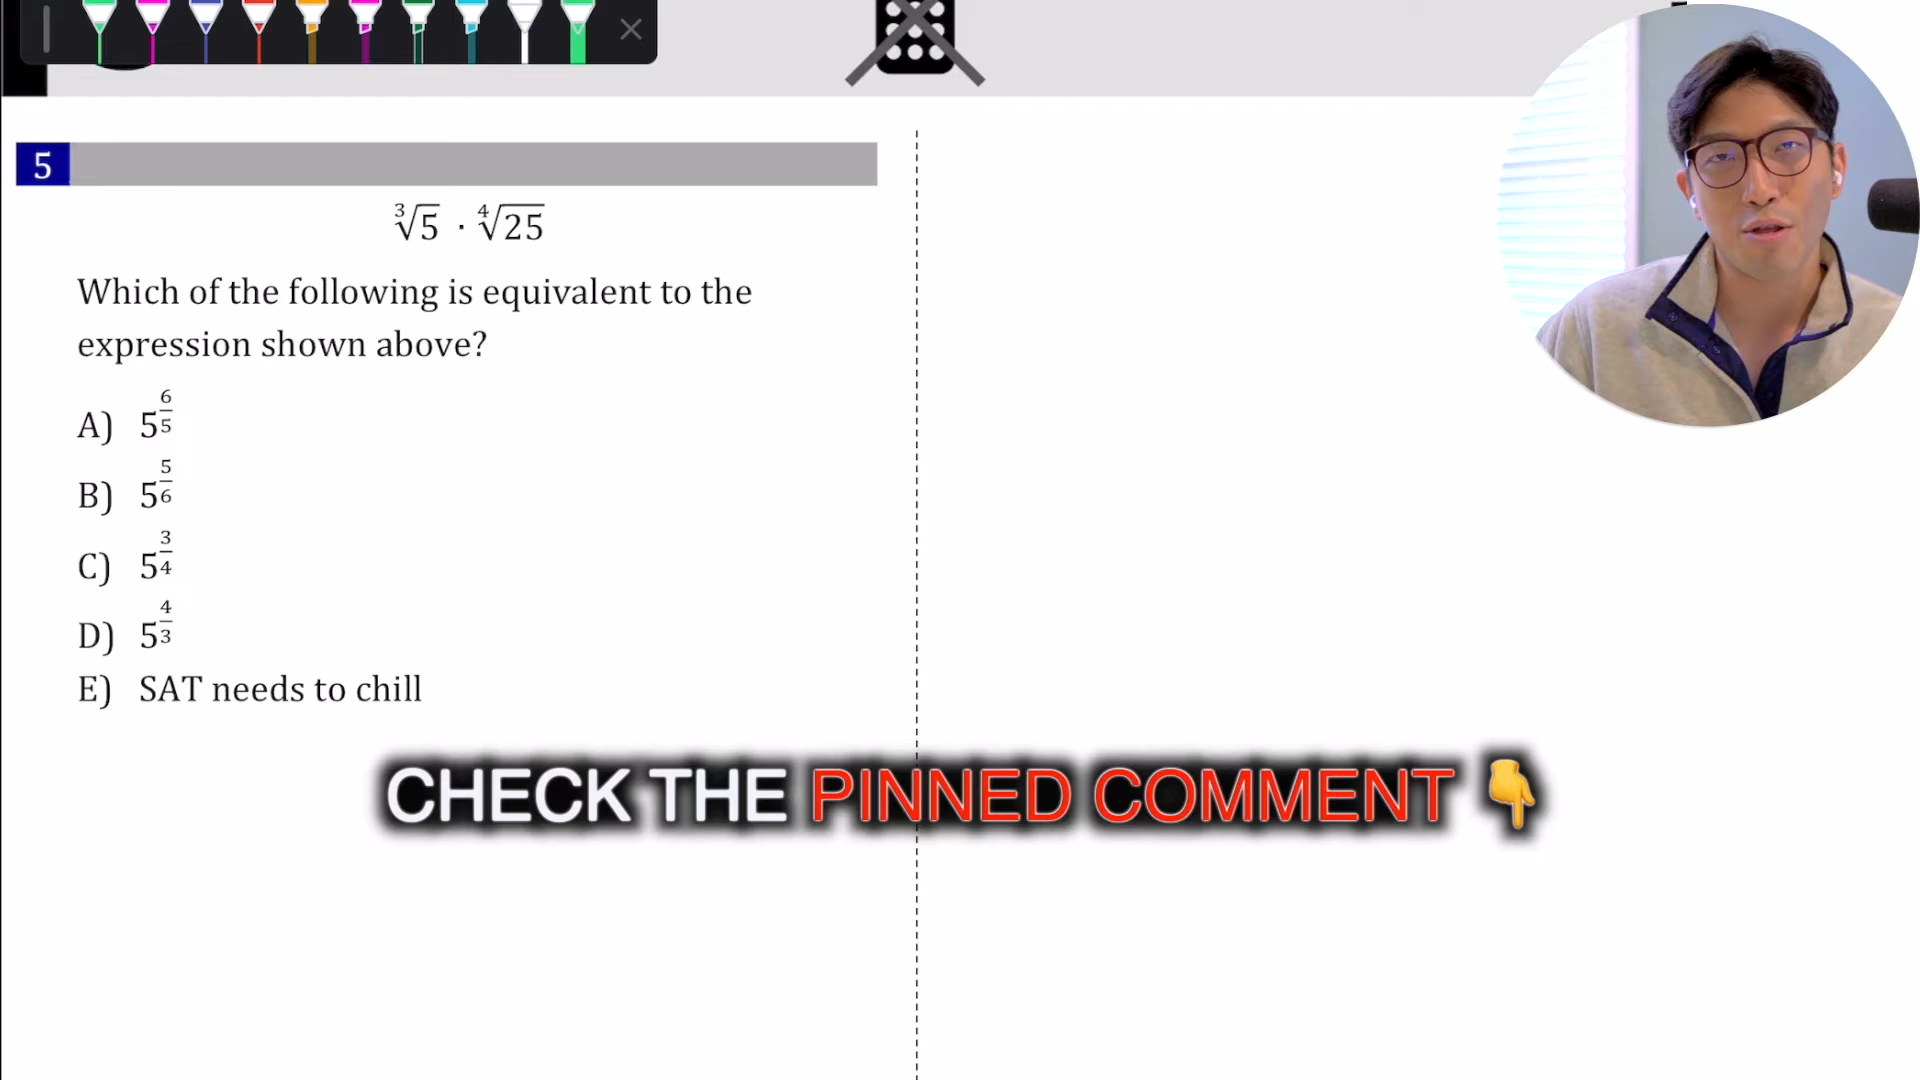 5
∛5 · ∜25
Which of the following is equivalent to the
expression shown above?
A) 5^(6/5)
B) 5^(5/6)
C) 5^(3/4)
D) 5^(4/3)
E) SAT needs to chill
CHECK THE PINNED COMMENT 👇